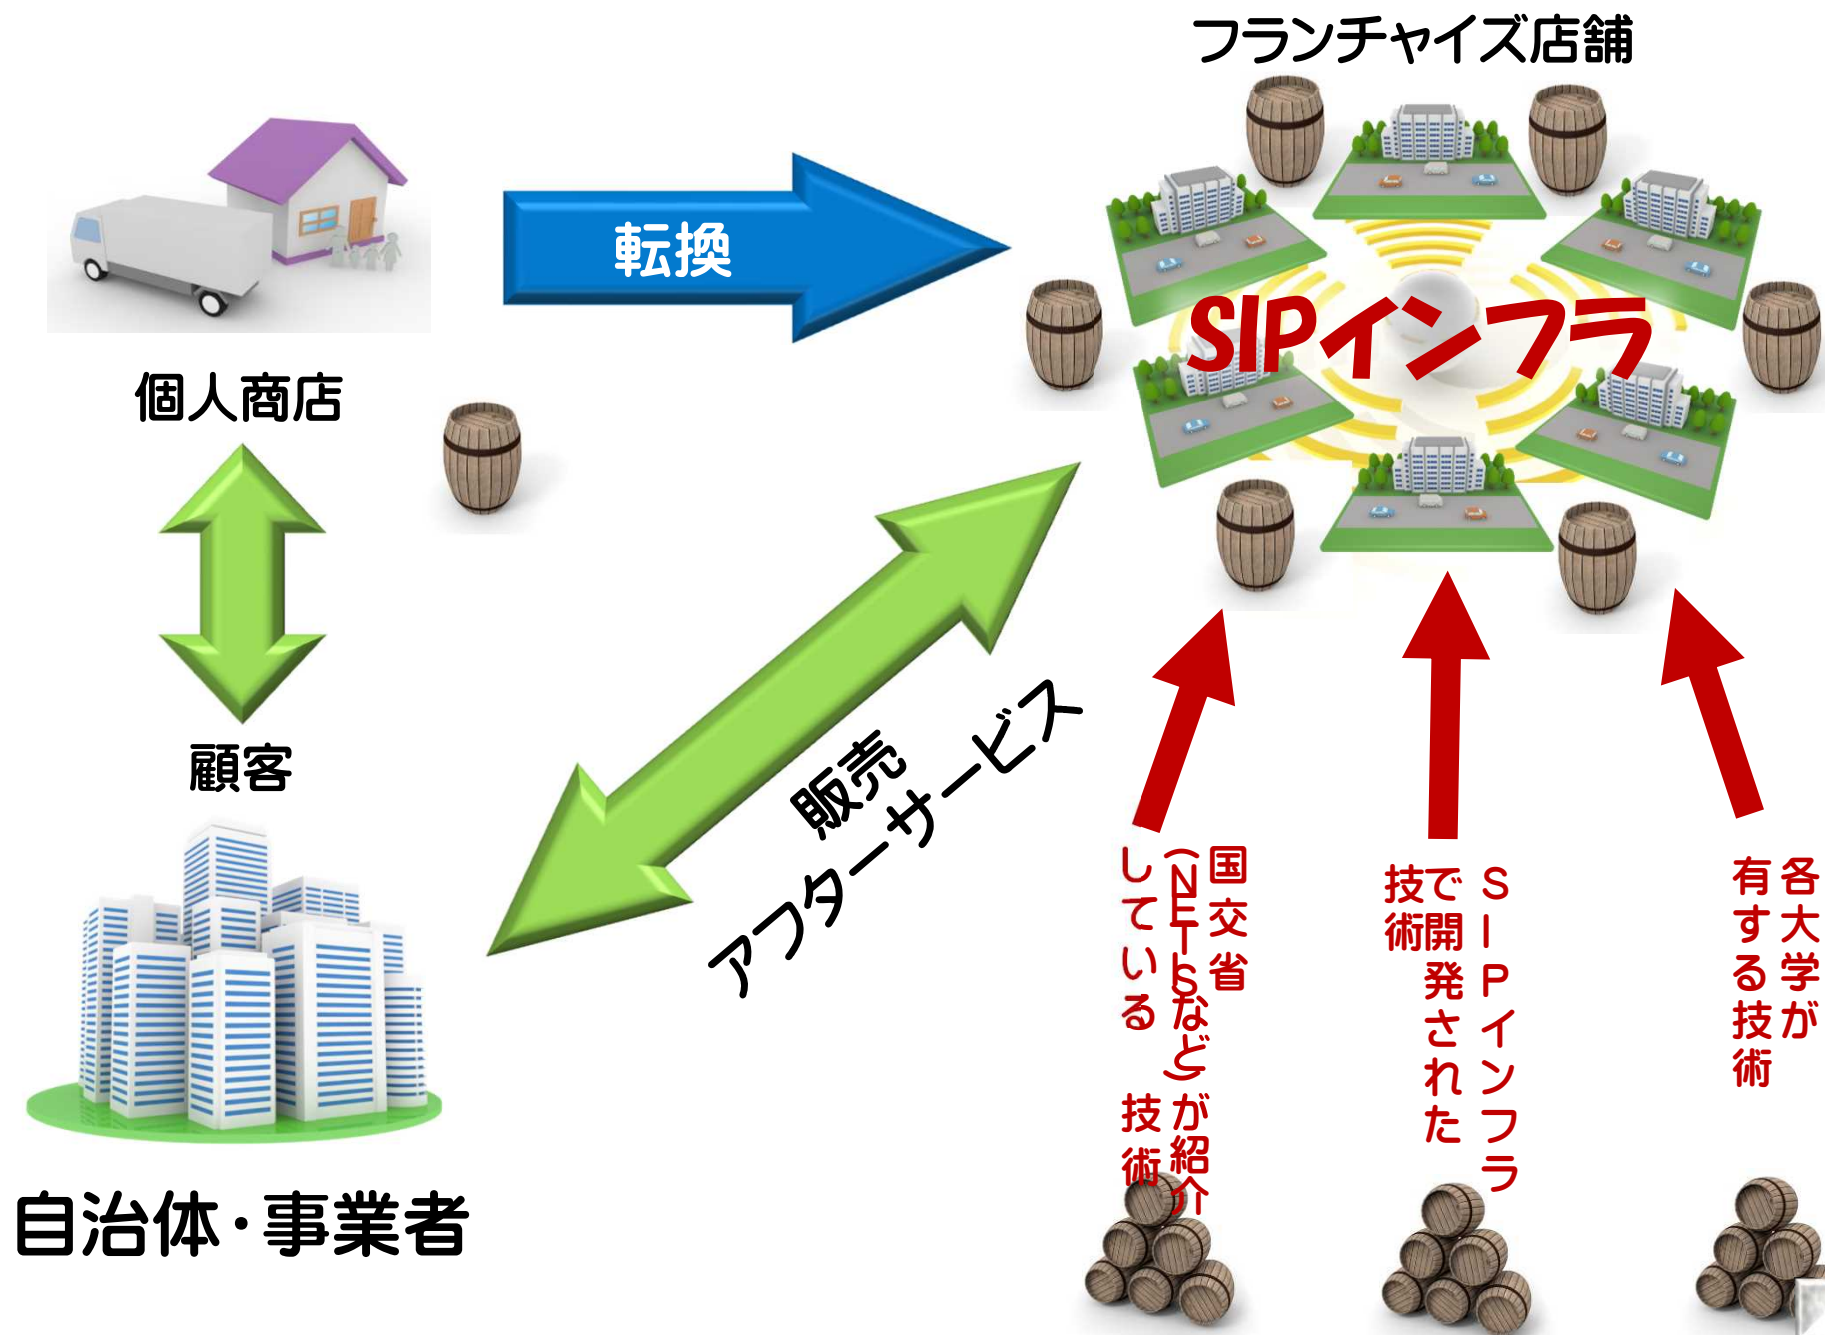 フランチャイズ店舗
転換
SIPインフラ
個人商店
顧客
販売
アフターサービス
自治体・事業者
国交省
（NETISなど）が紹介
している 技術
SIPインフラ
で開発された
技術
各大学が
有する技術